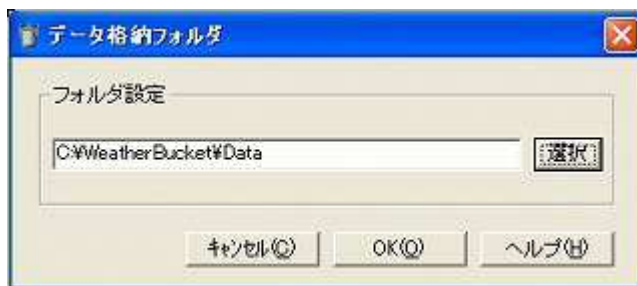 データ格納フォルダ
フォルダ設定
C:¥WeatherBucket¥Data
選択
キャンセル(C) OK(O) ヘルプ(H)